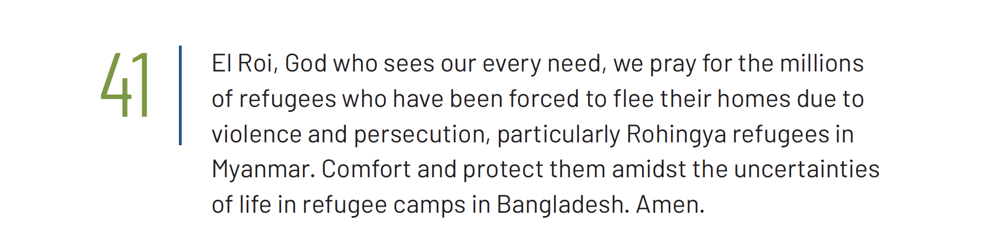 41
El Roi, God who sees our every need, we pray for the millions
of refugees who have been forced to flee their homes due to
violence and persecution, particularly Rohingya refugees in
Myanmar. Comfort and protect them amidst the uncertainties
of life in refugee camps in Bangladesh. Amen.